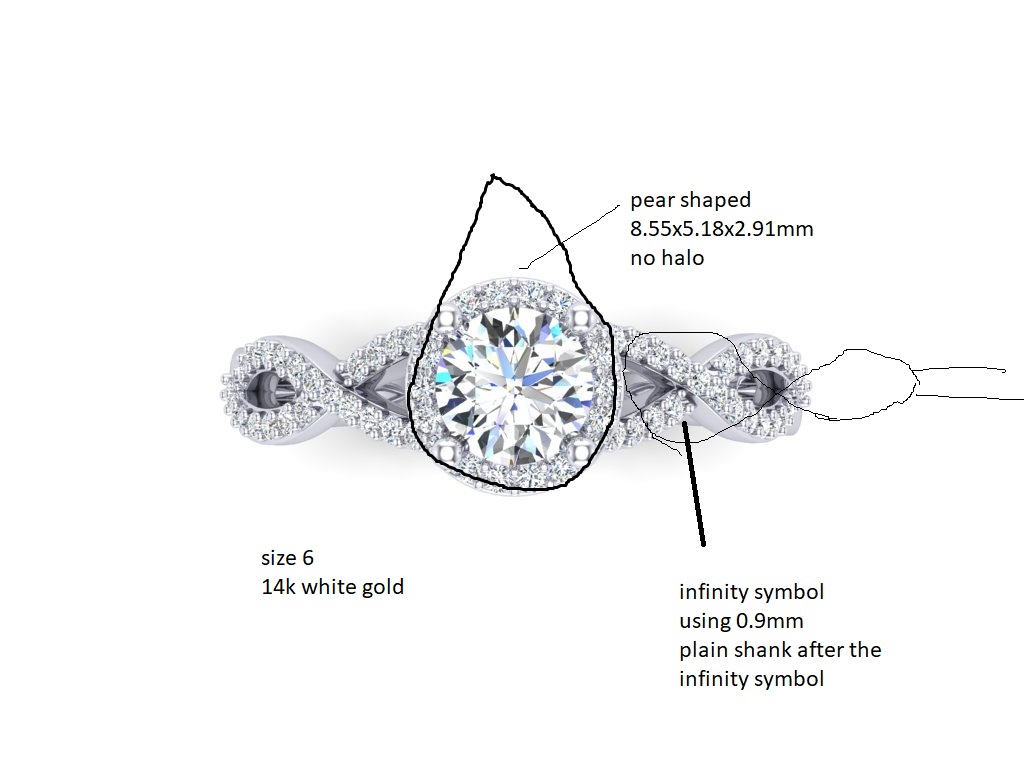 pear shaped
8.55x5.18x2.91mm
no halo
size 6
14k white gold
infinity symbol
using 0.9mm
plain shank after the
infinity symbol